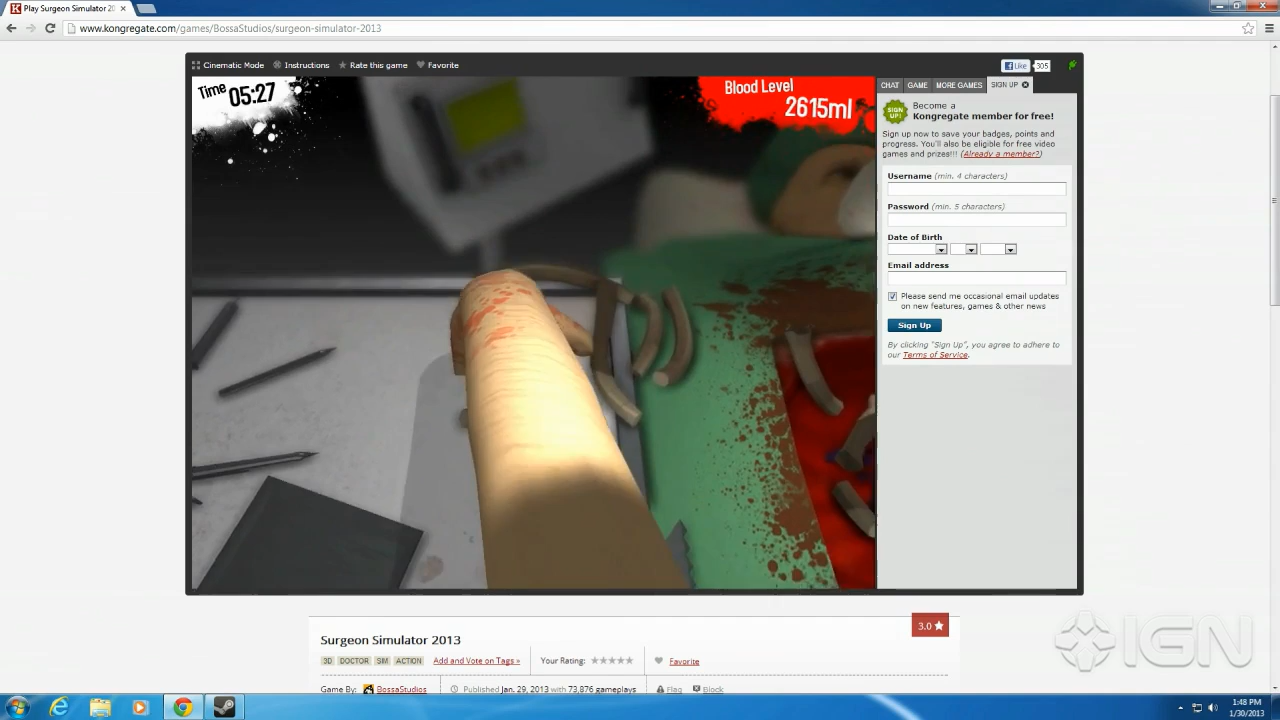 Play Surgeon Simulator 20
www.kongregate.com/games/BossaStudios/surgeon-simulator-2013
Cinematic Mode
Instructions
Rate this game
Favorite
Like
305
Time 05:27
Blood Level
2615ml
CHAT
GAME
MORE GAMES
SIGN UP
SIGN UP!
Become a
Kongregate member for free!
Sign up now to save your badges, points and
progress. You'll also be eligible for free video
games and prizes!!! (Already a member?)
Username (min. 4 characters)
Password (min. 5 characters)
Date of Birth
Email address
Please send me occasional email updates
on new features, games & other news
Sign Up
By clicking "Sign Up", you agree to adhere to
our Terms of Service.
3.0
Surgeon Simulator 2013
3D DOCTOR SIM ACTION Add and Vote on Tags »
Your Rating:
Favorite
Game By: BossaStudios
Published Jan. 29, 2013 with 73,876 gameplays
Flag
Block
IGN
1:48 PM
1/30/2013